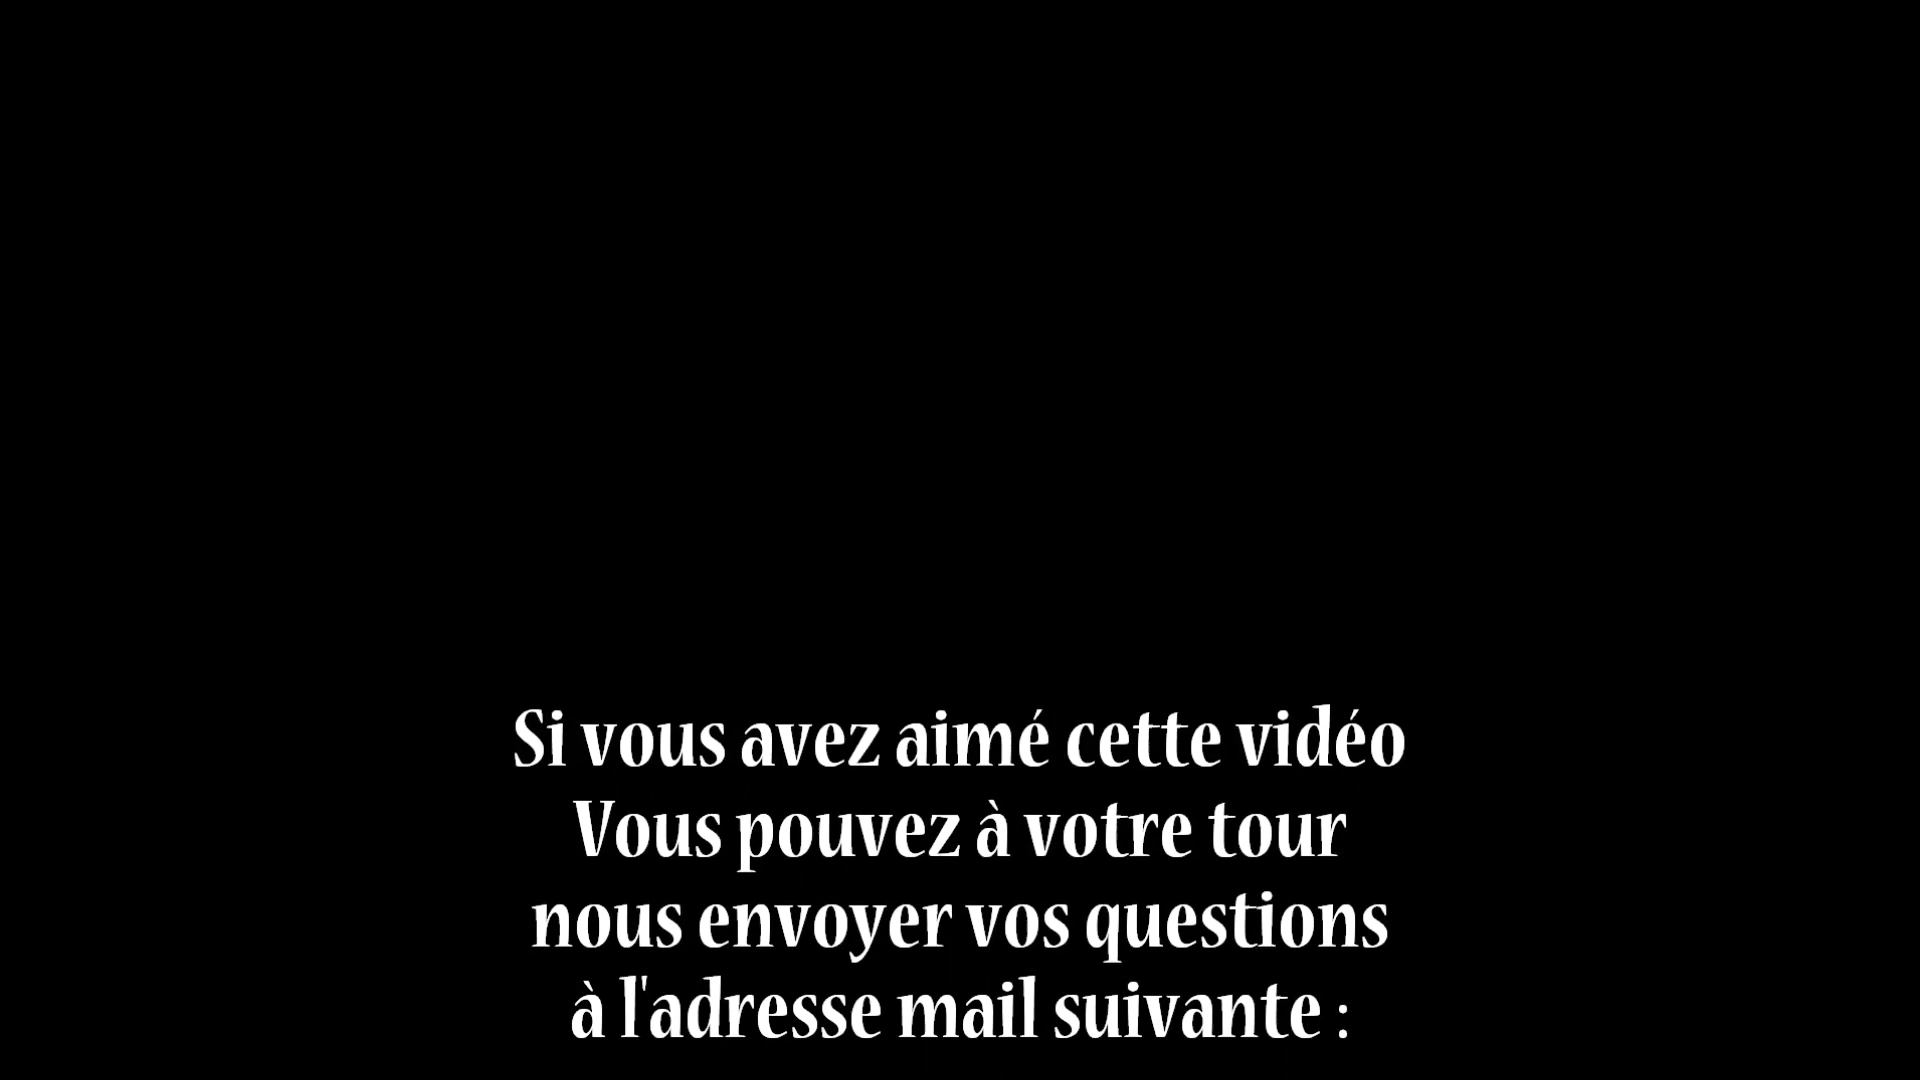 Si vous avez aimé cette vidéo
Vous pouvez à votre tour
nous envoyer vos questions
à l'adresse mail suivante :